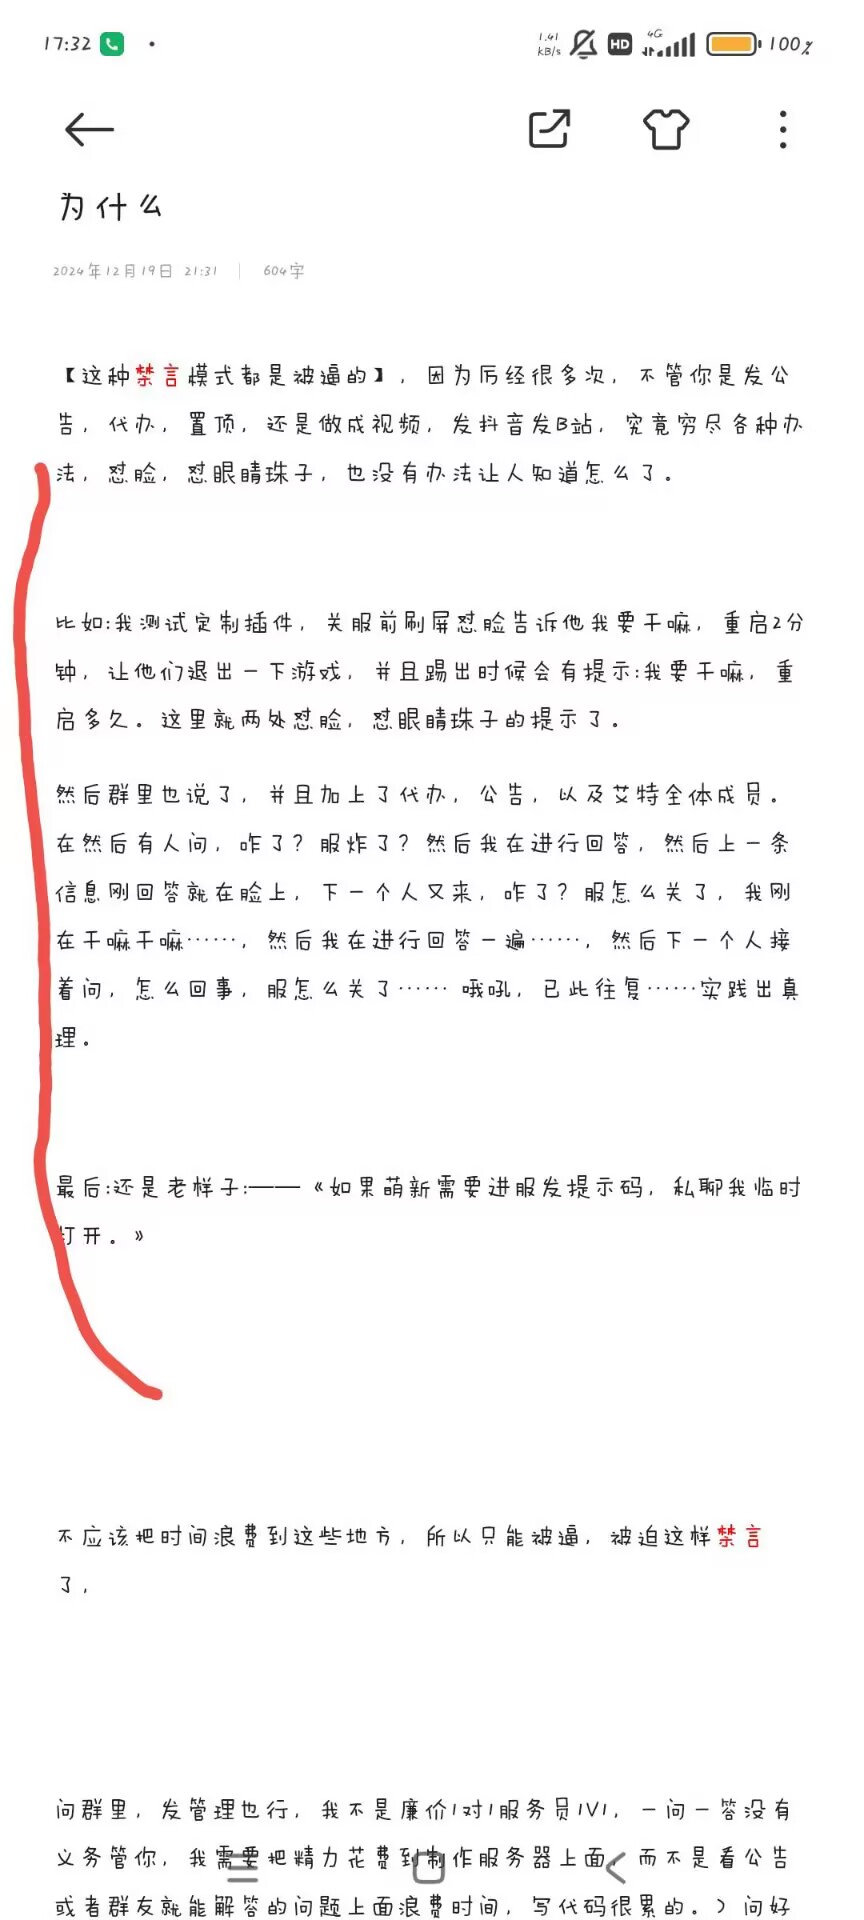 17:32
1.41
KB/s
HD
4G
100%
为什么
2024年12月19日 21:31
604字
【这种禁言模式都是被逼的】，因为厉经很多次，不管你是发公
告，代办，置顶，还是做成视频，发抖音发B站，究竟穷尽各种办
法，怼脸，怼眼睛珠子，也没有办法让人知道怎么了。
比如:我测试定制插件，关服前刷屏怼脸告诉他我要干嘛，重启2分
钟，让他们退出一下游戏，并且踢出时候会有提示:我要干嘛，重
启多久。这里就两处怼脸，怼眼睛珠子的提示了。
然后群里也说了，并且加上了代办，公告，以及艾特全体成员。
在然后有人问，咋了？服炸了？然后我在进行回答，然后上一条
信息刚回答就在脸上，下一个人又来，咋了？服怎么关了，我刚
在干嘛干嘛……，然后我在进行回答一遍……，然后下一个人接
着问，怎么回事，服怎么关了…… 哦吼，已此往复……实践出真
理。
最后:还是老样子:——《如果萌新需要进服发提示码，私聊我临时
打开。》
不应该把时间浪费到这些地方，所以只能被逼，被迫这样禁言
了，
问群里，发管理也行，我不是廉价1对1服务员1V1，一问一答没有
义务管你，我需要把精力花费到制作服务器上面，而不是看公告
或者群友就能解答的问题上面浪费时间，写代码很累的。）问好